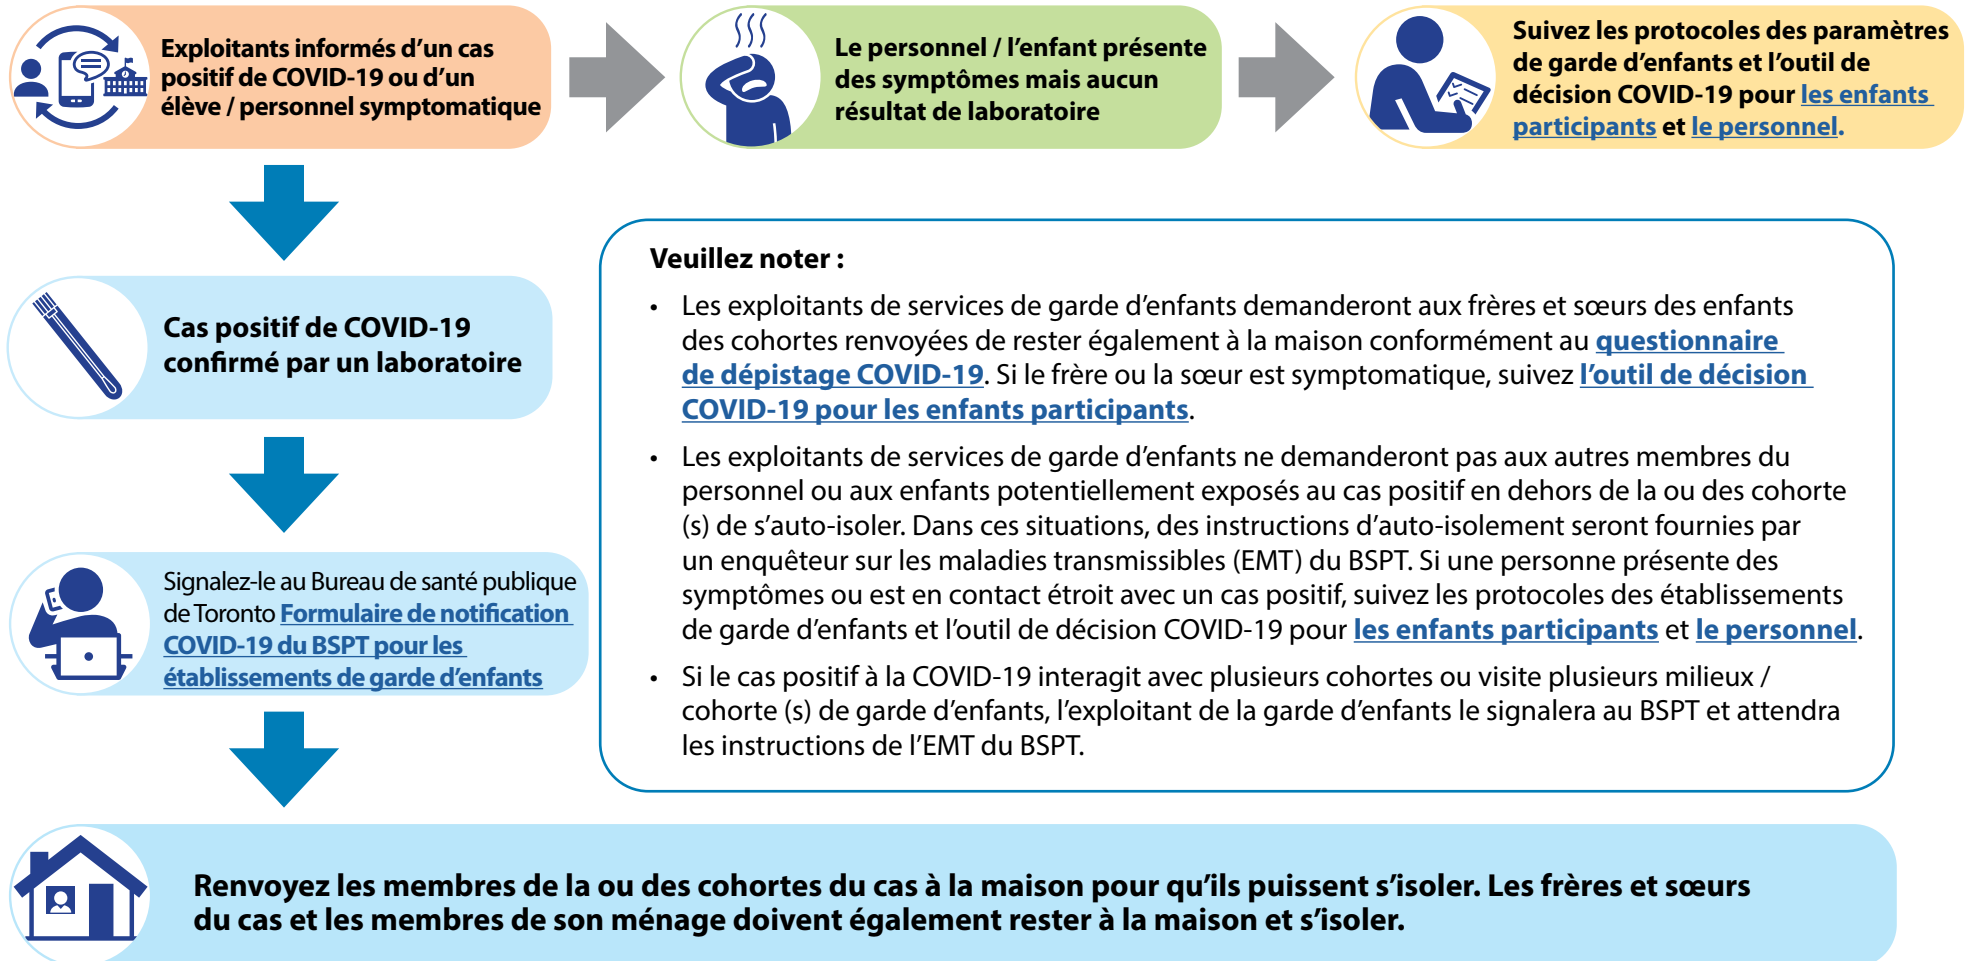 Exploitants informés d’un cas
positif de COVID-19 ou d’un
élève / personnel symptomatique
Le personnel / l’enfant présente
des symptômes mais aucun
résultat de laboratoire
Suivez les protocoles des paramètres
de garde d’enfants et l’outil de
décision COVID-19 pour les enfants
participants et le personnel.
Cas positif de COVID-19
confirmé par un laboratoire
Signalez-le au Bureau de santé publique
de Toronto Formulaire de notification
COVID-19 du BSPT pour les
établissements de garde d’enfants
Veuillez noter :
• Les exploitants de services de garde d’enfants demanderont aux frères et sœurs des enfants
des cohortes renvoyées de rester également à la maison conformément au questionnaire
de dépistage COVID-19. Si le frère ou la sœur est symptomatique, suivez l’outil de décision
COVID-19 pour les enfants participants.
• Les exploitants de services de garde d’enfants ne demanderont pas aux autres membres du
personnel ou aux enfants potentiellement exposés au cas positif en dehors de la ou des cohorte
(s) de s’auto-isoler. Dans ces situations, des instructions d’auto-isolement seront fournies par
un enquêteur sur les maladies transmissibles (EMT) du BSPT. Si une personne présente des
symptômes ou est en contact étroit avec un cas positif, suivez les protocoles des établissements
de garde d’enfants et l’outil de décision COVID-19 pour les enfants participants et le personnel.
• Si le cas positif à la COVID-19 interagit avec plusieurs cohortes ou visite plusieurs milieux /
cohorte (s) de garde d’enfants, l’exploitant de la garde d’enfants le signalera au BSPT et attendra
les instructions de l’EMT du BSPT.
Renvoyez les membres de la ou des cohortes du cas à la maison pour qu’ils puissent s’isoler. Les frères et sœurs
du cas et les membres de son ménage doivent également rester à la maison et s’isoler.